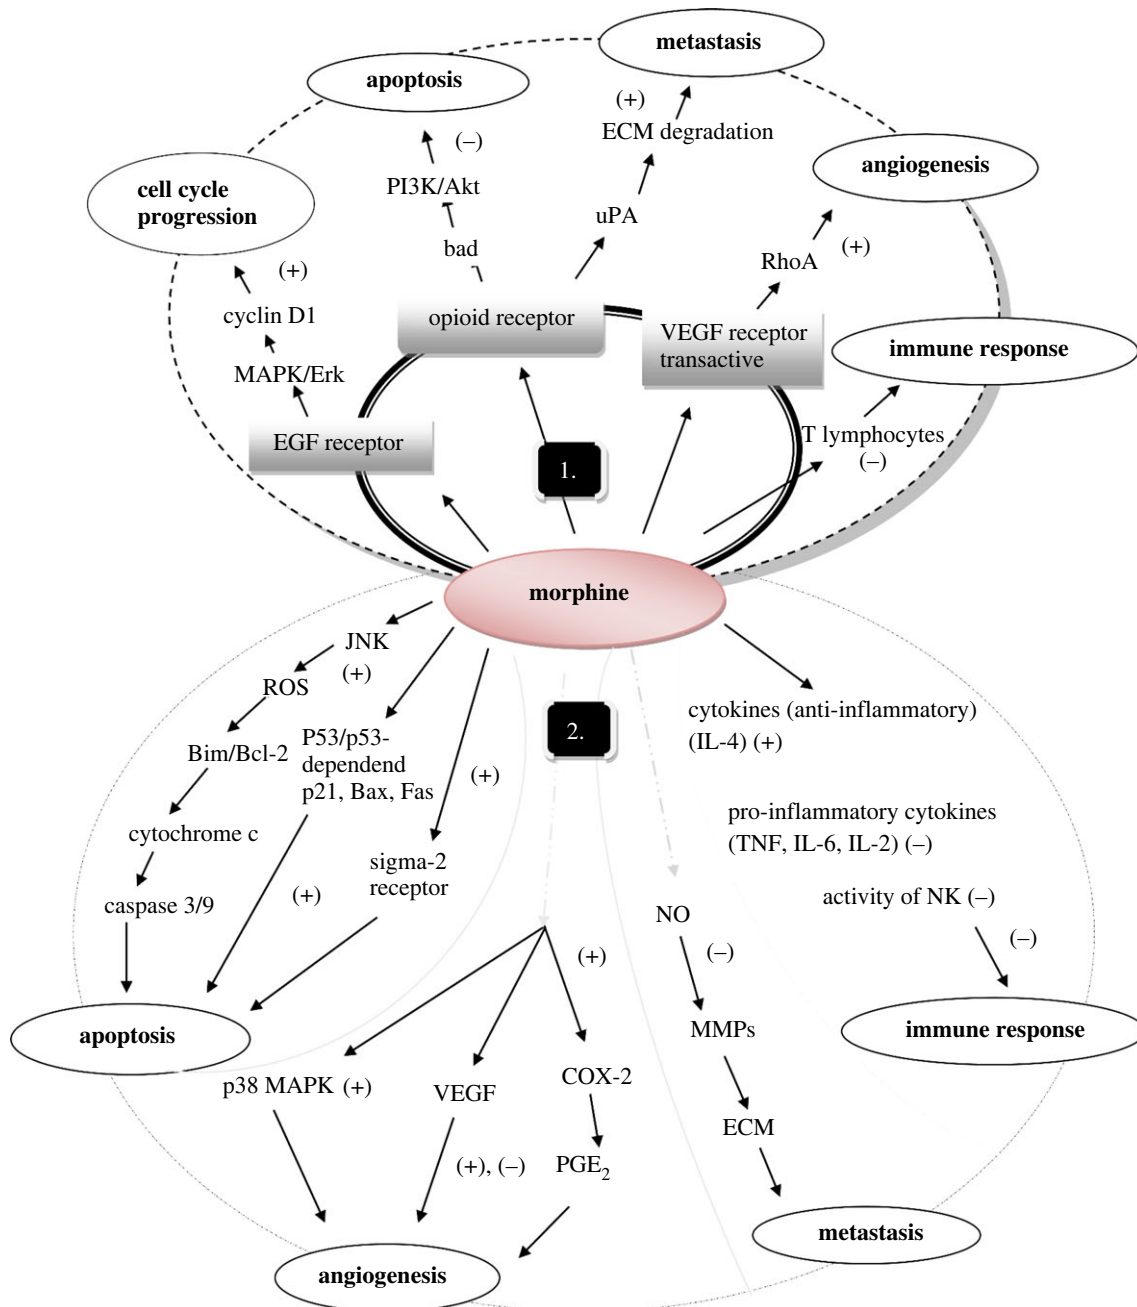 metastasis
apoptosis
(+)
ECM degradation
(–)
angiogenesis
cell cycle
progression
PI3K/Akt
uPA
bad
(+)
RhoA
(+)
cyclin D1
opioid receptor
VEGF receptor
transactive
immune response
MAPK/Erk
EGF receptor
T lymphocytes
(–)
1.
morphine
JNK
(+)
ROS
cytokines (anti-inflammatory)
(IL-4) (+)
2.
Bim/Bcl-2
P53/p53-
dependend
p21, Bax, Fas
(+)
pro-inflammatory cytokines
(TNF, IL-6, IL-2) (–)
cytochrome c
sigma-2
receptor
caspase 3/9
(+)
activity of NK (–)
NO
(–)
(–)
(+)
apoptosis
MMPs
immune response
p38 MAPK (+)
VEGF
COX-2
ECM
(+), (–)
PGE2
metastasis
angiogenesis